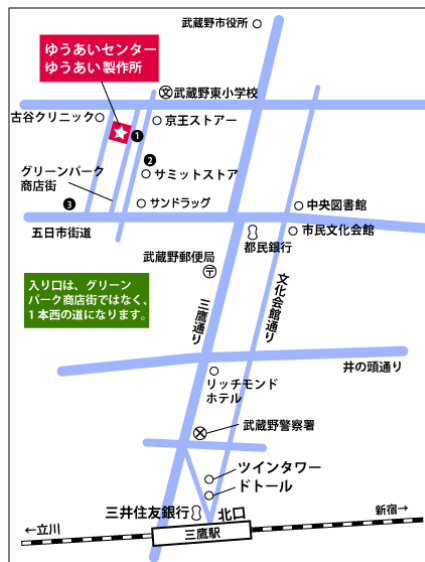 武蔵野市役所
ゆうあいセンター
ゆうあい製作所
武蔵野東小学校
古谷クリニック
京王ストアー
1
2
サミットストア
グリーンパーク
商店街
3
サンドラッグ
中央図書館
五日市街道
市民文化会館
都民銀行
武蔵野郵便局
入り口は、グリーン
パーク商店街ではなく、
1本西の道になります。
三鷹通り
文化会館通り
井の頭通り
リッチモンド
ホテル
武蔵野警察署
ツインタワー
ドトール
三井住友銀行
北口
←立川
三鷹駅
新宿→